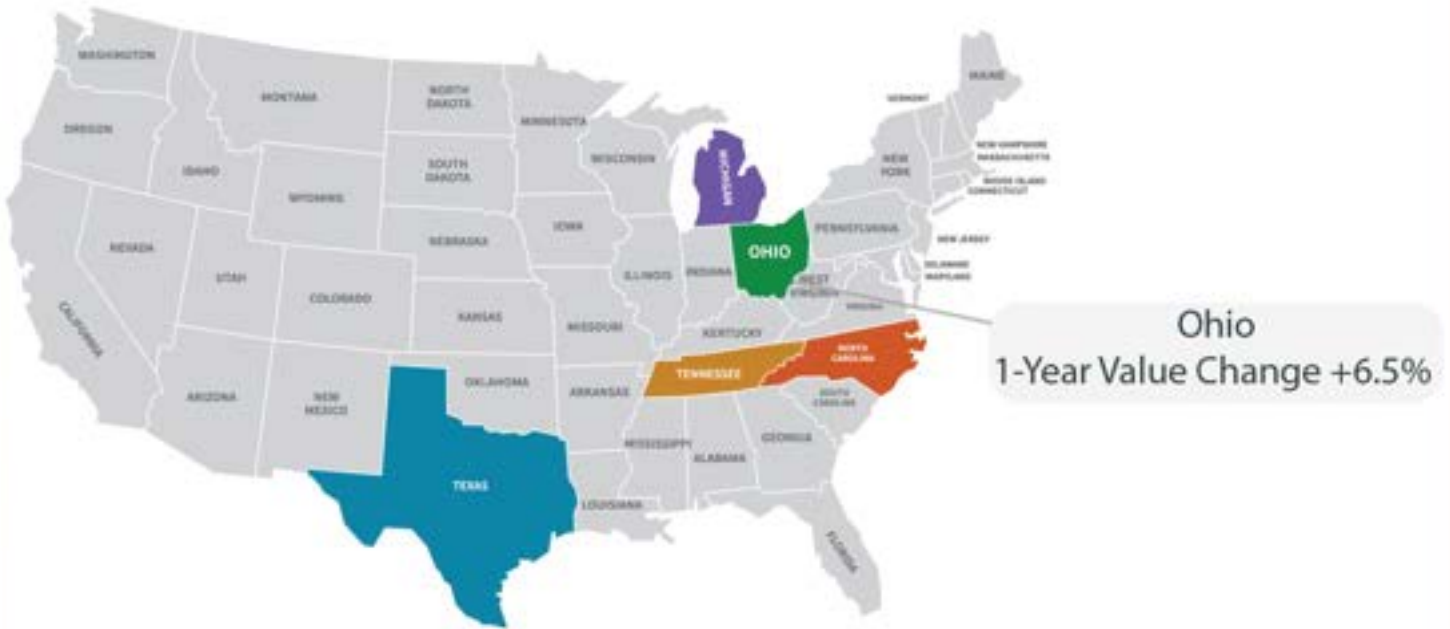 WASHINGTON
MONTANA
NORTH
DAKOTA
MINNESOTA
MAINE
VERMONT
OREGON
IDAHO
SOUTH
DAKOTA
WISCONSIN
MICHIGAN
NEW
YORK
NEW HAMPSHIRE
MASSACHUSETTS
RHODE ISLAND
CONNECTICUT
WYOMING
IOWA
NEBRASKA
PENNSYLVANIA
NEW JERSEY
NEVADA
UTAH
COLORADO
ILLINOIS
INDIANA
OHIO
WEST
VIRGINIA
DELAWARE
MARYLAND
VIRGINIA
CALIFORNIA
KANSAS
MISSOURI
KENTUCKY
Ohio
1-Year Value Change +6.5%
ARIZONA
NEW
MEXICO
OKLAHOMA
ARKANSAS
TENNESSEE
NORTH
CAROLINA
SOUTH
CAROLINA
MISSISSIPPI
ALABAMA
GEORGIA
TEXAS
LOUISIANA
FLORIDA